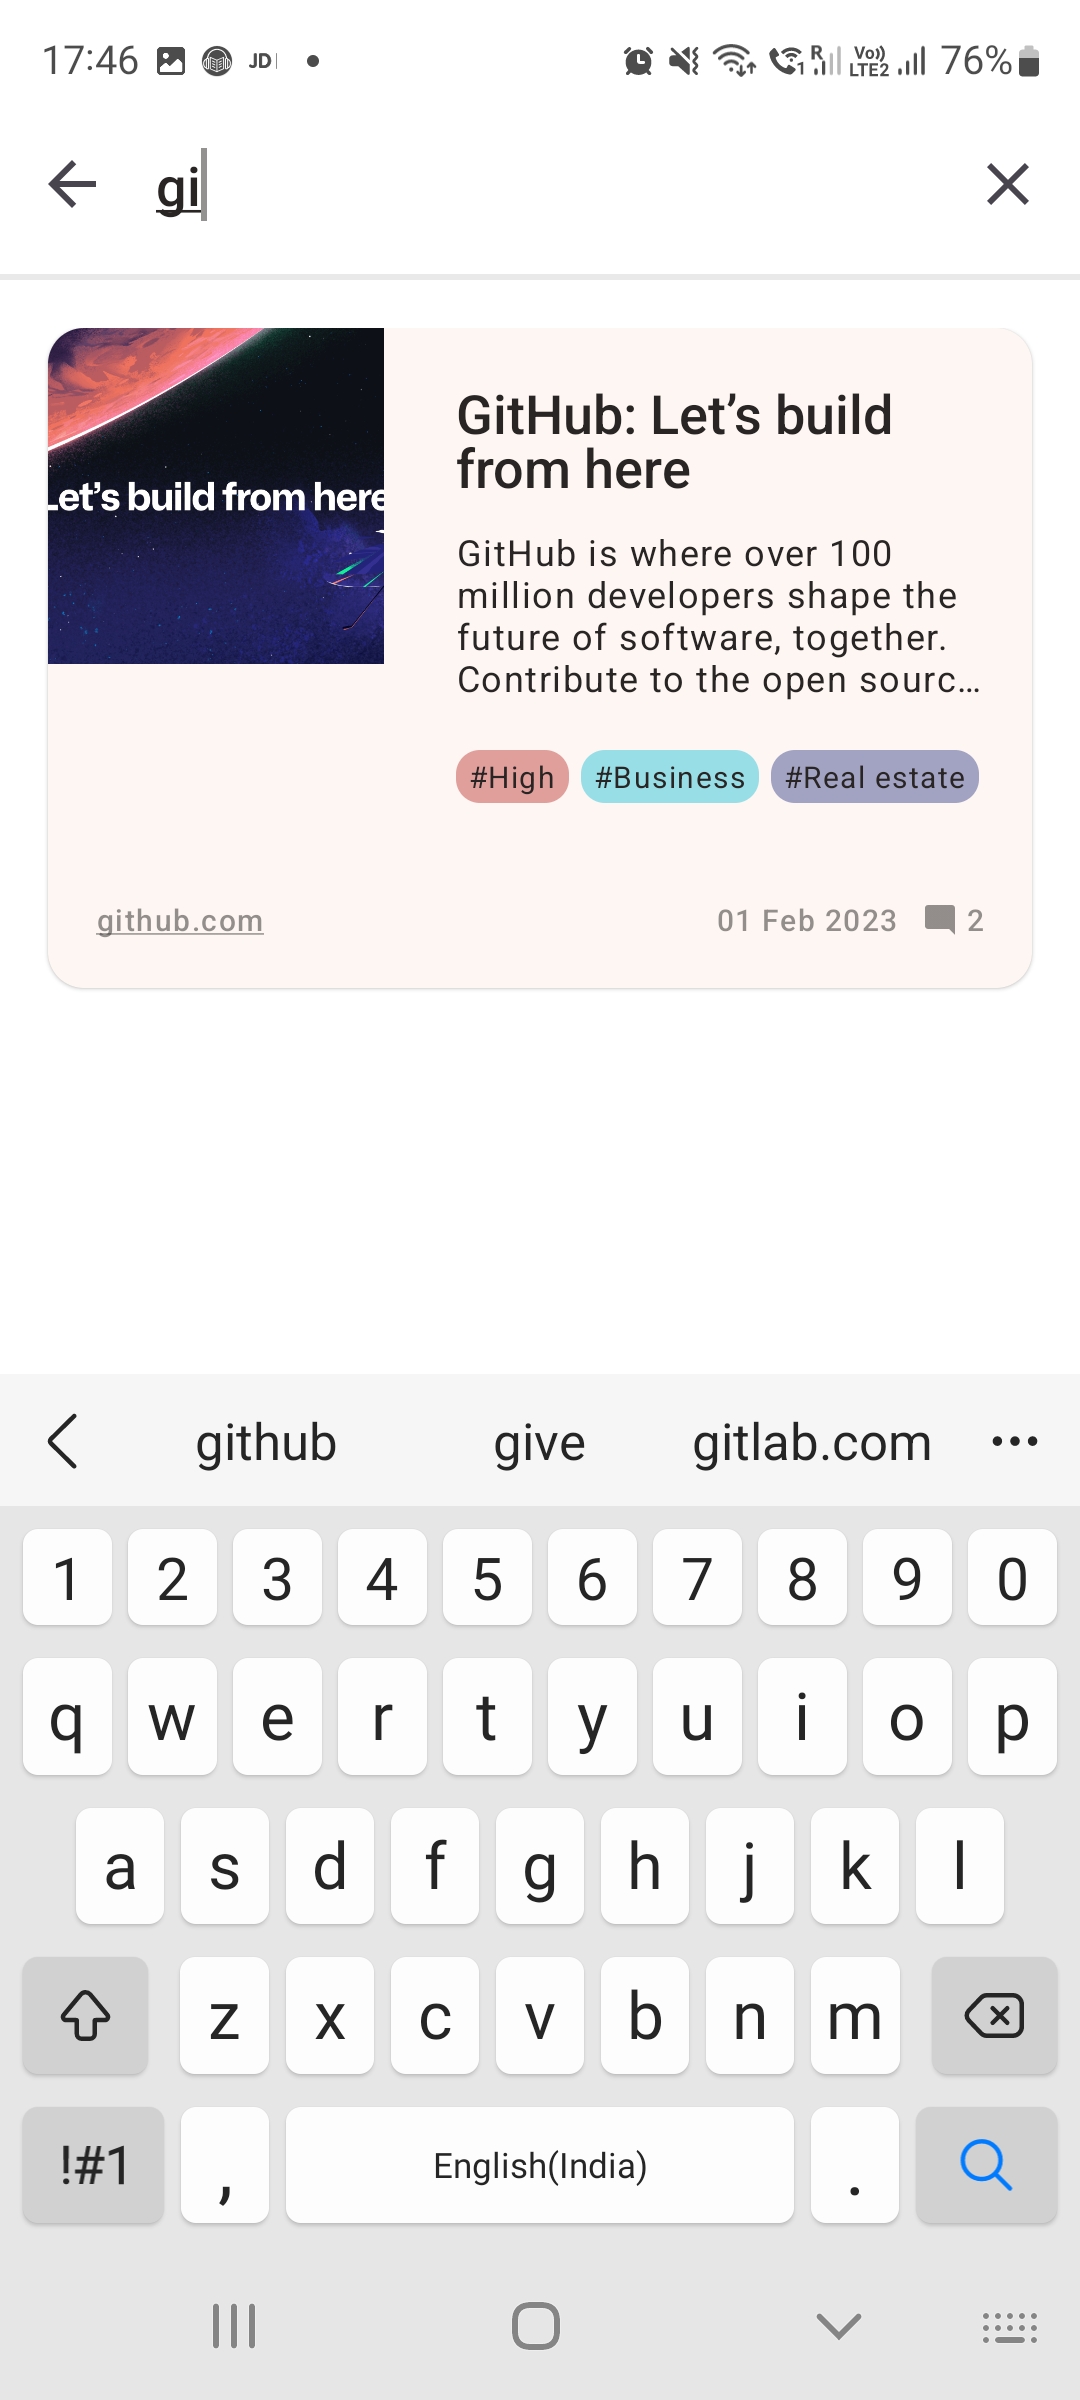 17:46 JD R Vo)) LTE2 1 76%
gi
Let's build from here
GitHub: Let’s build
from here
GitHub is where over 100
million developers shape the
future of software, together.
Contribute to the open sourc…
#High #Business #Real estate
github.com 01 Feb 2023 2
github give gitlab.com
1 2 3 4 5 6 7 8 9 0
q w e r t y u i o p
a s d f g h j k l
z x c v b n m
!#1 , English(India) .